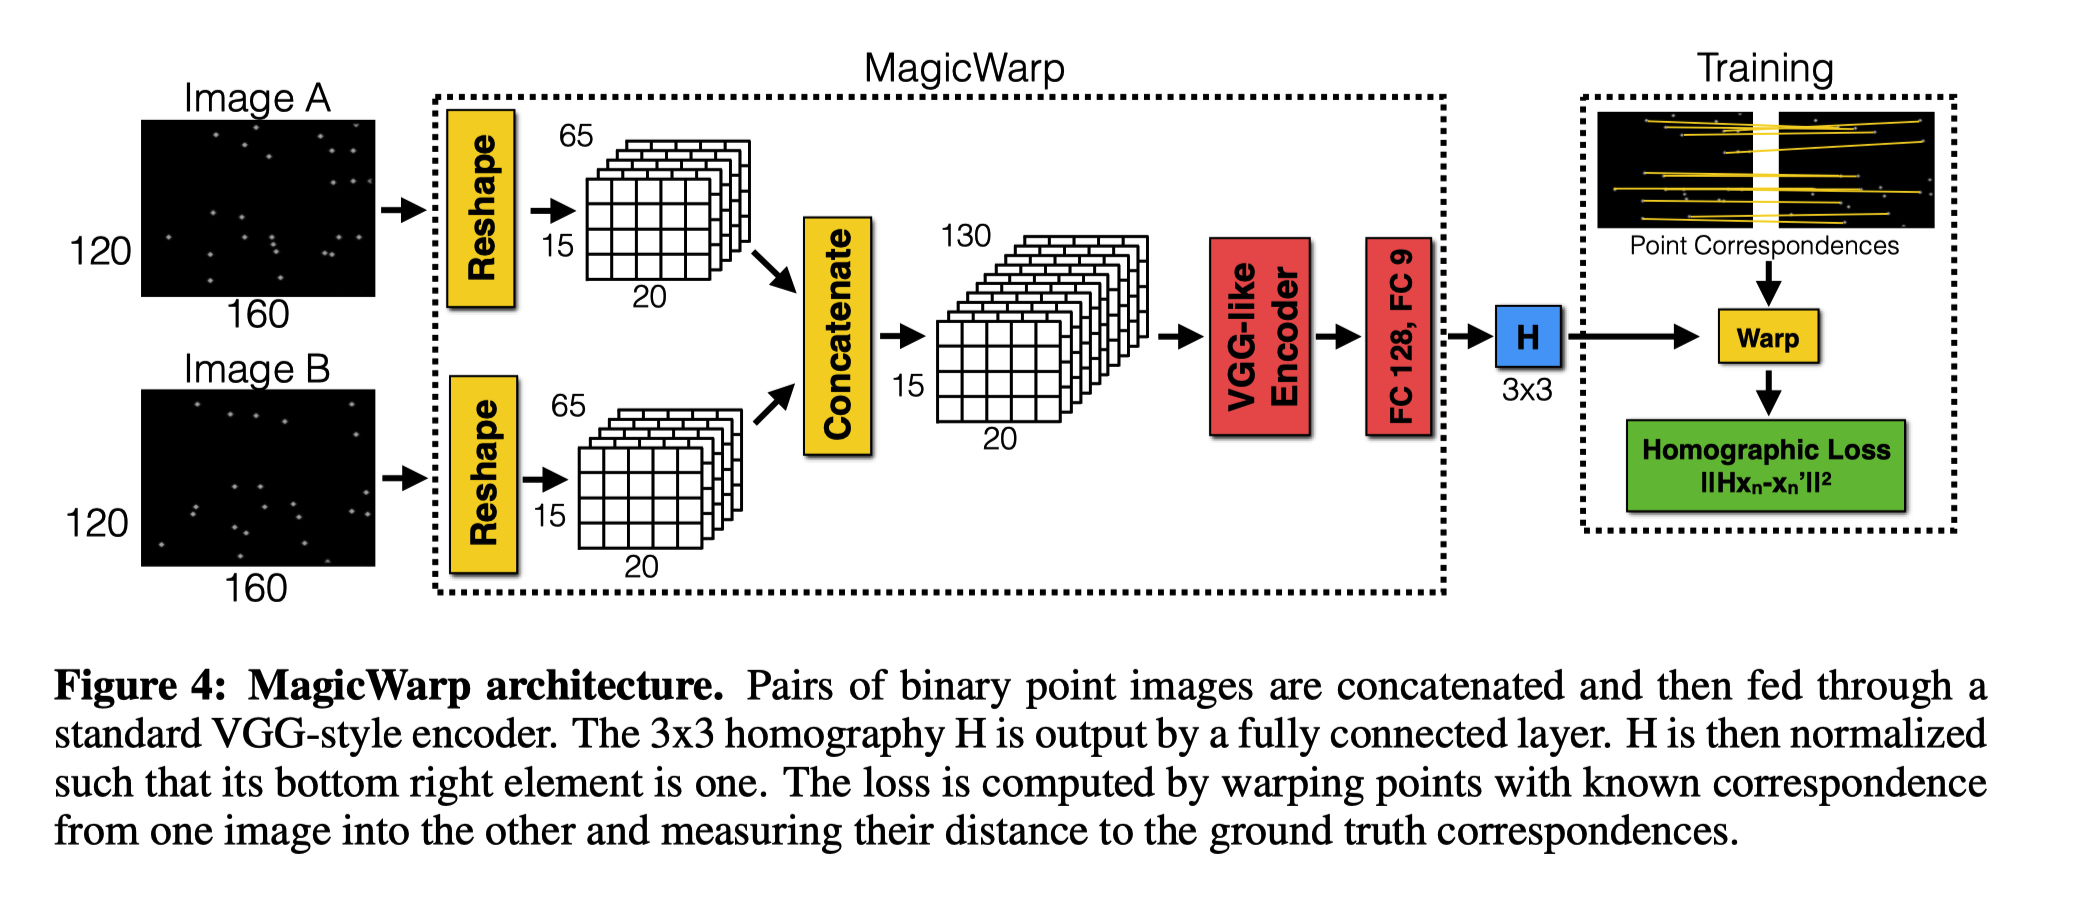 MagicWarp
Training
Image A
120
160
Image B
120
160
Reshape
65
15
20
Reshape
65
15
20
Concatenate
130
15
20
VGG-like
Encoder
FC 128, FC 9
H
3x3
Point Correspondences
Warp
Homographic Loss
||Hxₙ-xₙ’||²
Figure 4: MagicWarp architecture. Pairs of binary point images are concatenated and then fed through a
standard VGG-style encoder. The 3x3 homography H is output by a fully connected layer. H is then normalized
such that its bottom right element is one. The loss is computed by warping points with known correspondence
from one image into the other and measuring their distance to the ground truth correspondences.